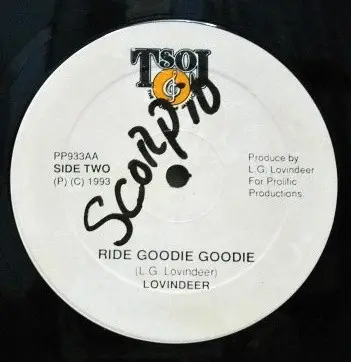 TSOJ
PP933AA
SIDE TWO
(P) (C) 1993
Produce by
L.G. Lovindeer
For Prolific
Productions.
Scorpio
RIDE GOODIE GOODIE
(L.G. Lovindeer)
LOVINDEER